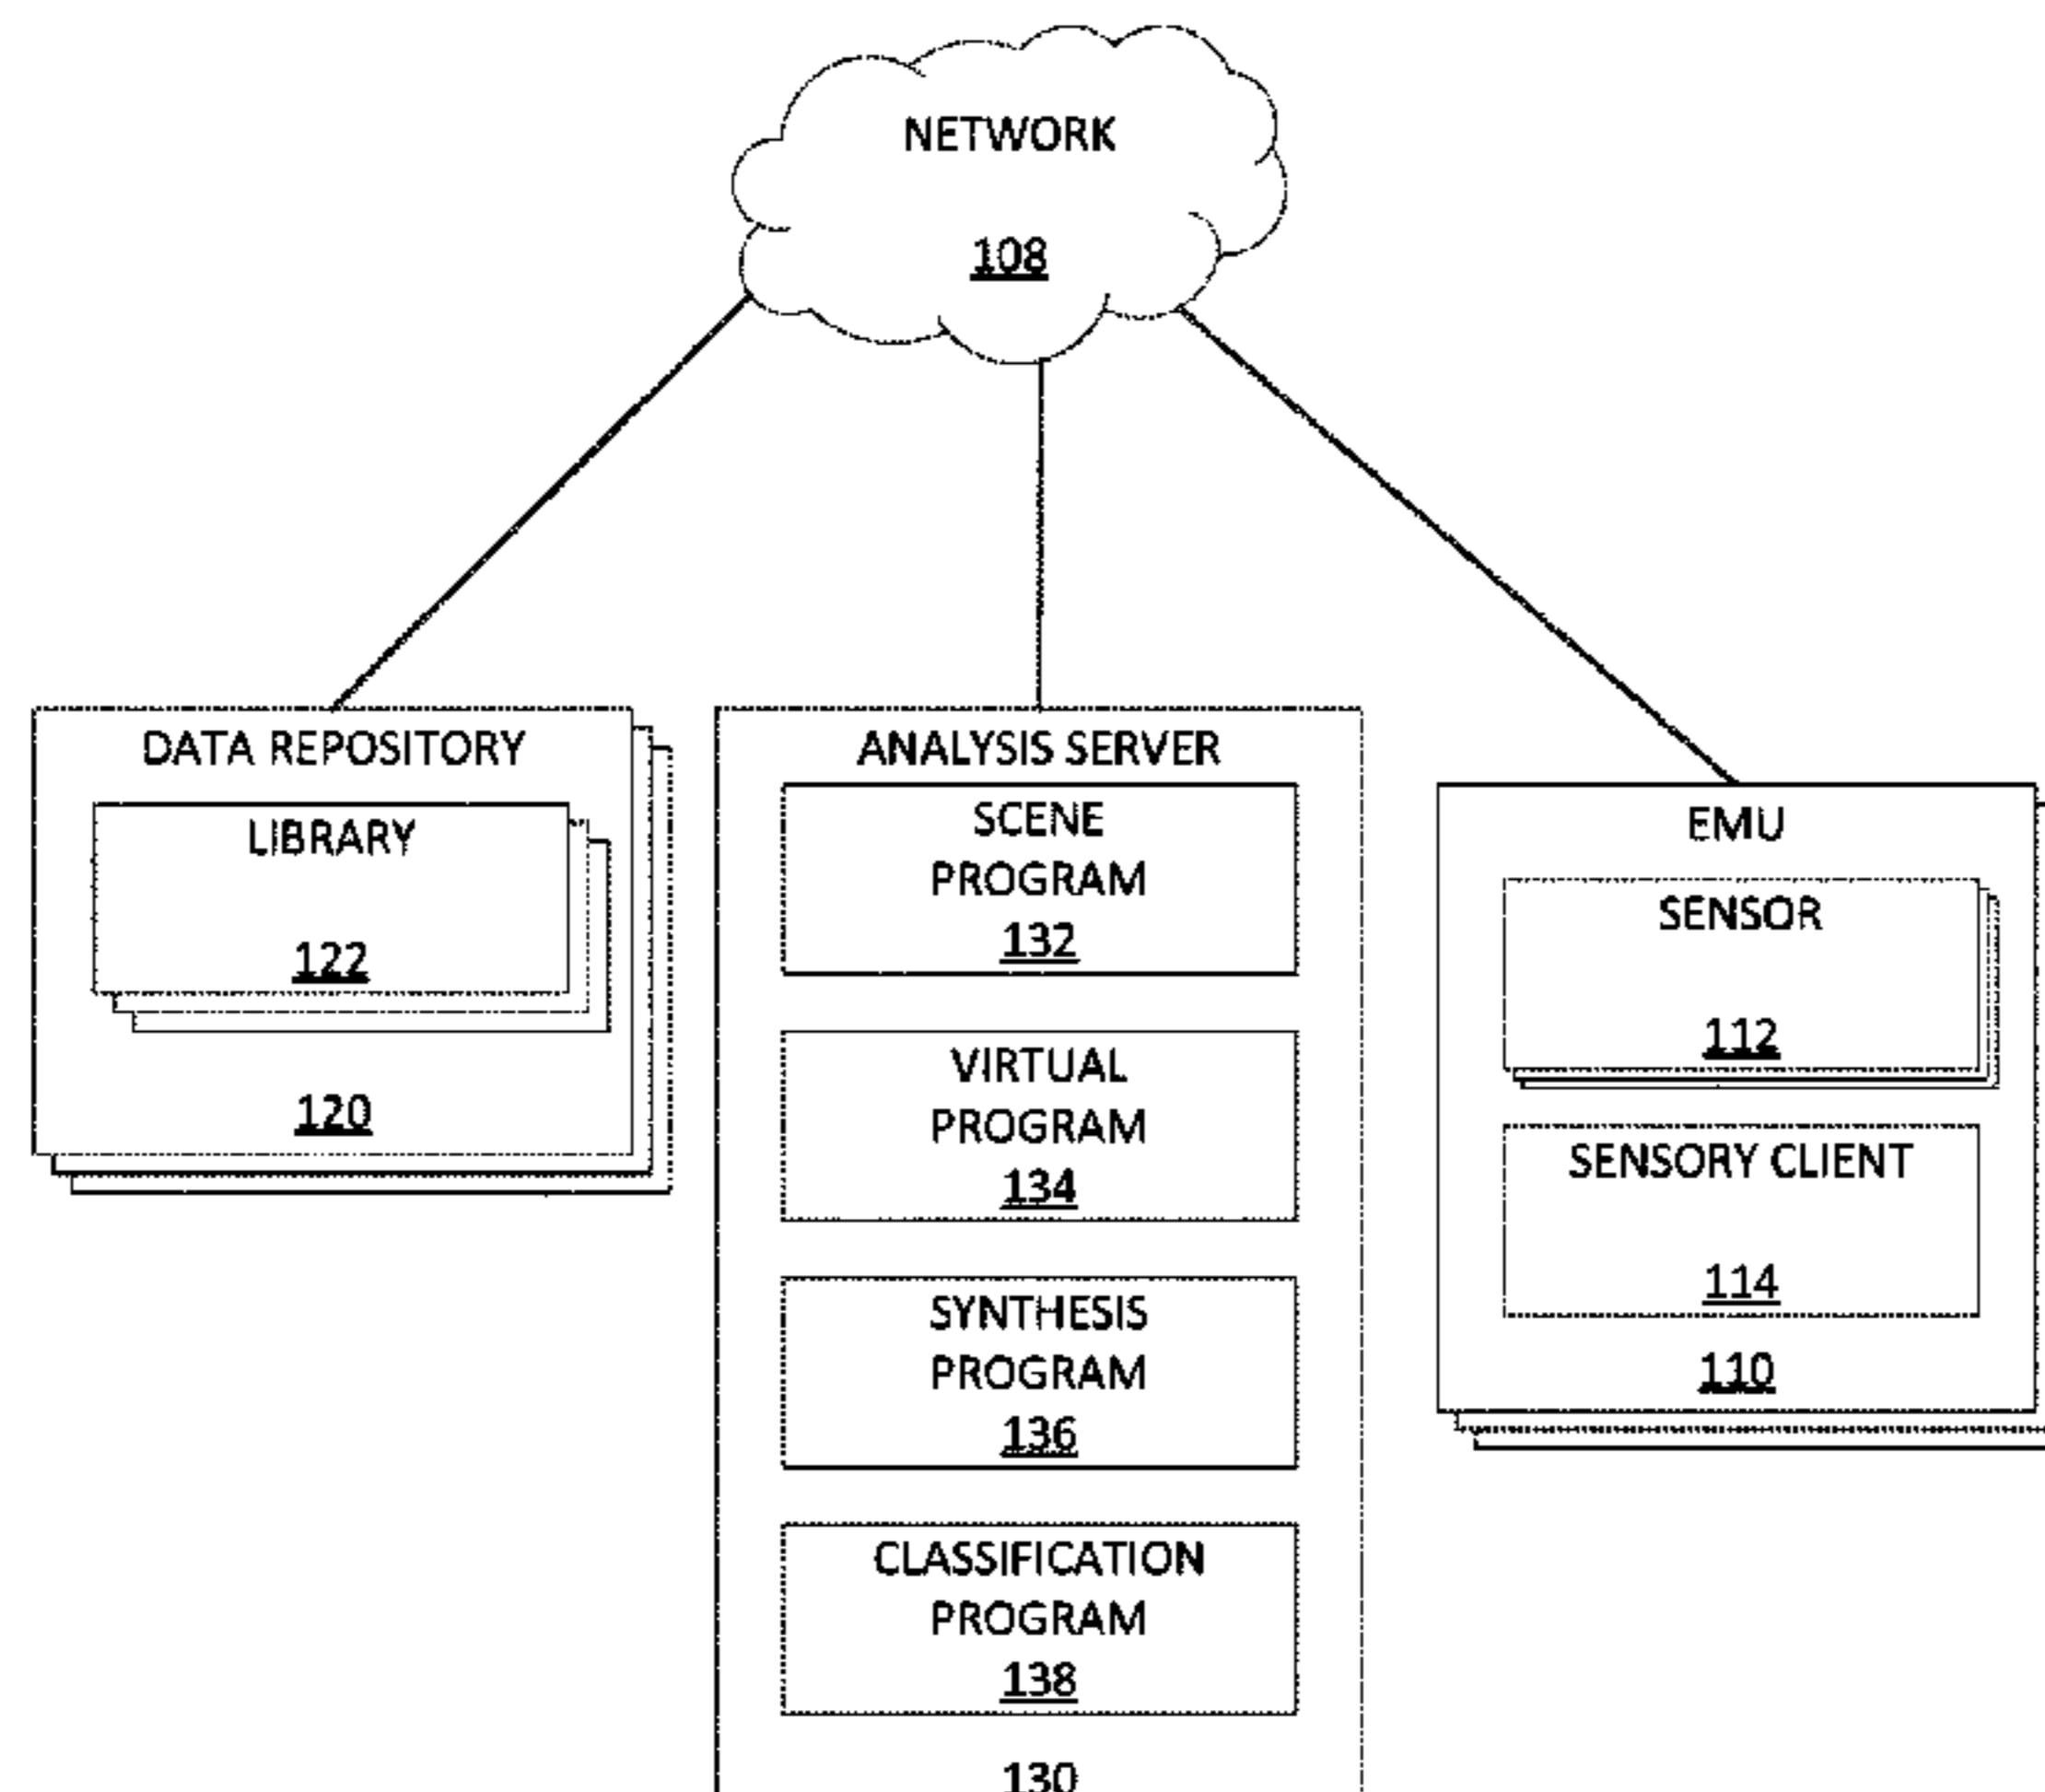 NETWORK
108
DATA REPOSITORY
LIBRARY
122
120
ANALYSIS SERVER
SCENE
PROGRAM
132
VIRTUAL
PROGRAM
134
SYNTHESIS
PROGRAM
136
CLASSIFICATION
PROGRAM
138
130
EMU
SENSOR
112
SENSORY CLIENT
114
110